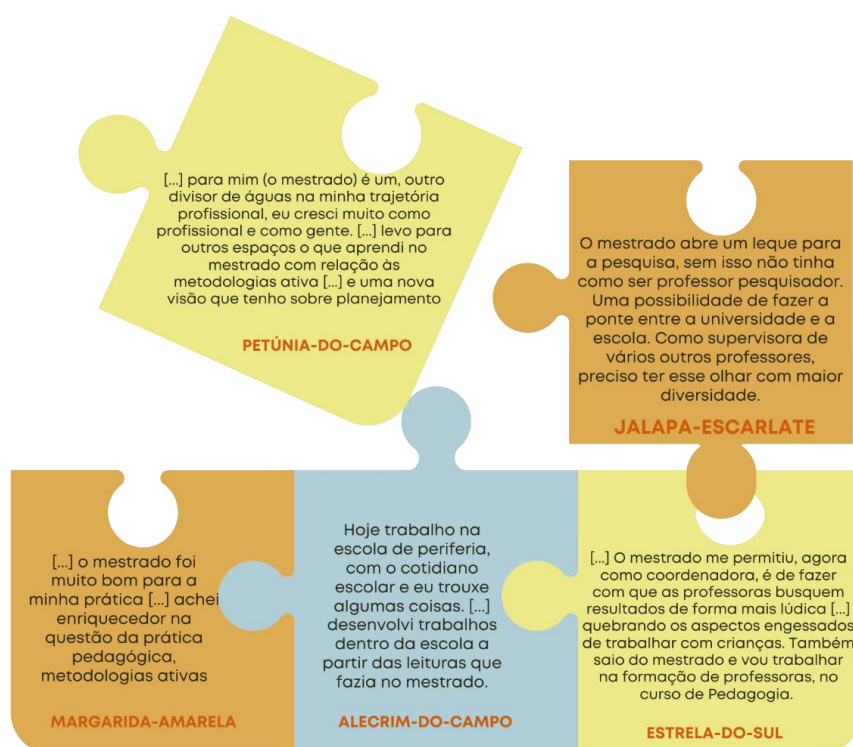 [...] para mim (o mestrado) é um, outro
divisor de águas na minha trajetória
profissional, eu cresci muito como
profissional e como gente. [...] levo para
outros espaços o que aprendi no
mestrado com relação às
metodologias ativa [...] e uma nova
visão que tenho sobre planejamento
PETÚNIA-DO-CAMPO
O mestrado abre um leque para
a pesquisa, sem isso não tinha
como ser professor pesquisador.
Uma possibilidade de fazer a
ponte entre a universidade e a
escola. Como supervisora de
vários outros professores,
preciso ter esse olhar com maior
diversidade.
JALAPA-ESCARLATE
[...] o mestrado foi
muito bom para a
minha prática [...] achei
enriquecedor na
questão da prática
pedagógica,
metodologias ativas
MARGARIDA-AMARELA
Hoje trabalho na
escola de periferia,
com o cotidiano
escolar e eu trouxe
algumas coisas. [...]
desenvolvi trabalhos
dentro da escola a
partir das leituras que
fazia no mestrado.
ALECRIM-DO-CAMPO
[...] O mestrado me permitiu, agora
como coordenadora, é de fazer
com que as professoras busquem
resultados de forma mais lúdica [...]
quebrando os aspectos engessados
de trabalhar com crianças. Também
saio do mestrado e vou trabalhar
na formação de professoras, no
curso de Pedagogia.
ESTRELA-DO-SUL